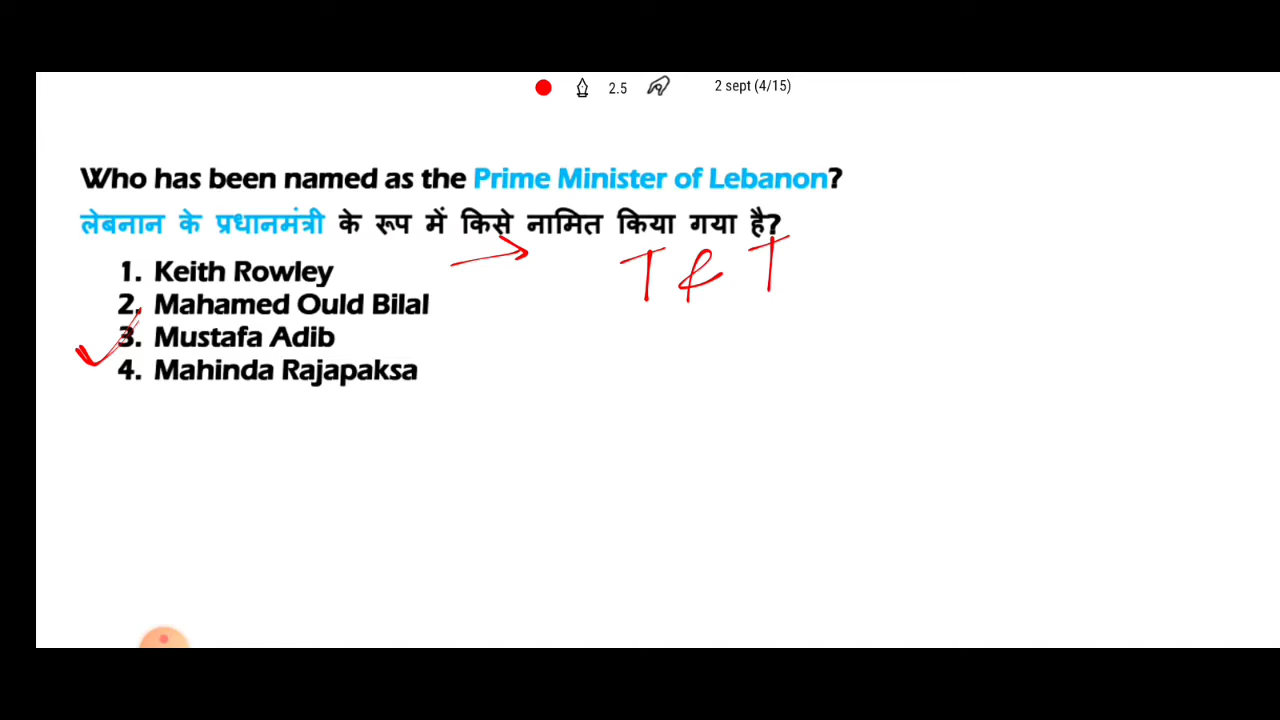 2.5 2 sept (4/15)
Who has been named as the Prime Minister of Lebanon?
लेबनान के प्रधानमंत्री के रूप में किसे नामित किया गया है?
1. Keith Rowley T & T
2. Mahamed Ould Bilal
3. Mustafa Adib
4. Mahinda Rajapaksa